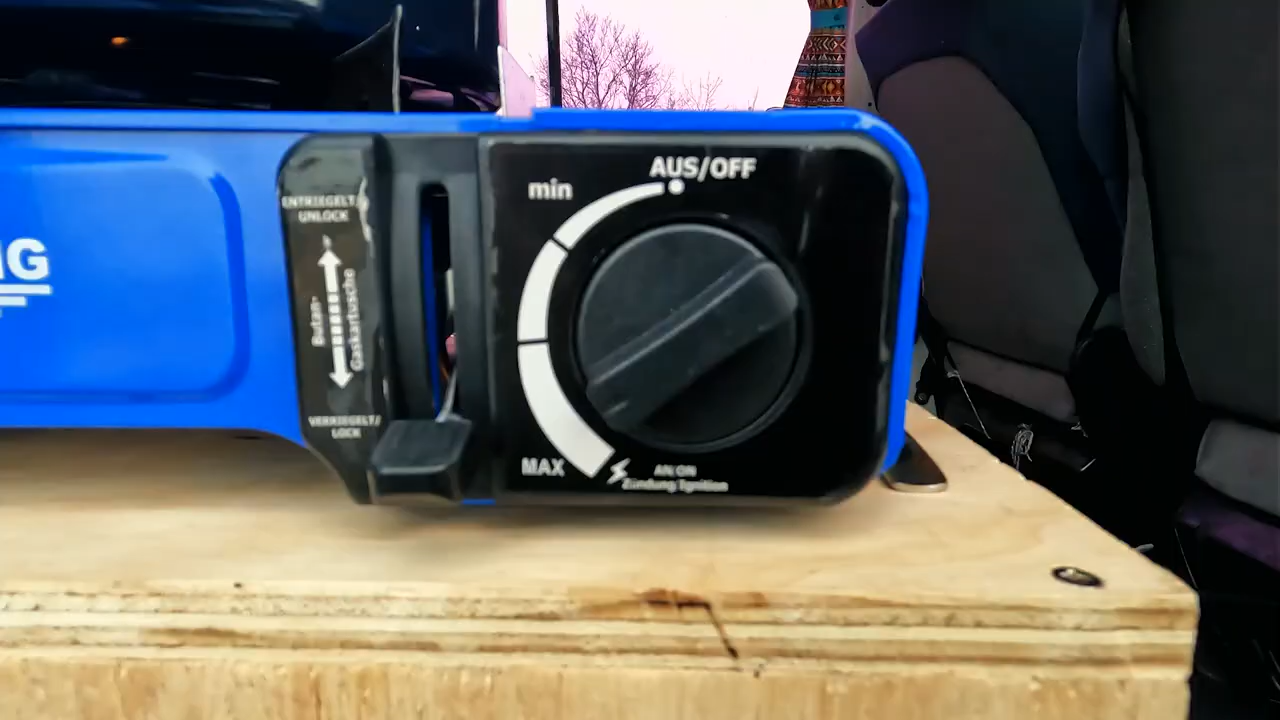 AUS/OFF
min
ENTRIEGELT/
UNLOCK
Butan-
Gaskartusche
VERRIEGELT/
LOCK
MAX
AN ON
Zündung Ignition